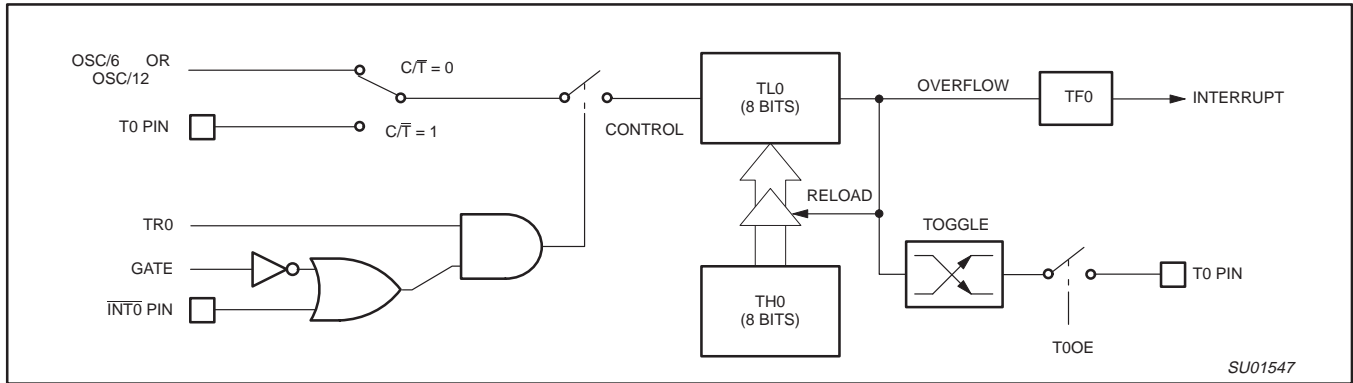 OSC/6 OR
OSC/12
C/T̅ = 0
T0 PIN
C/T̅ = 1
CONTROL
TL0
(8 BITS)
OVERFLOW
TF0
INTERRUPT
RELOAD
TR0
GATE
I̅N̅T̅0̅ PIN
TH0
(8 BITS)
TOGGLE
T0 PIN
T0OE
SU01547